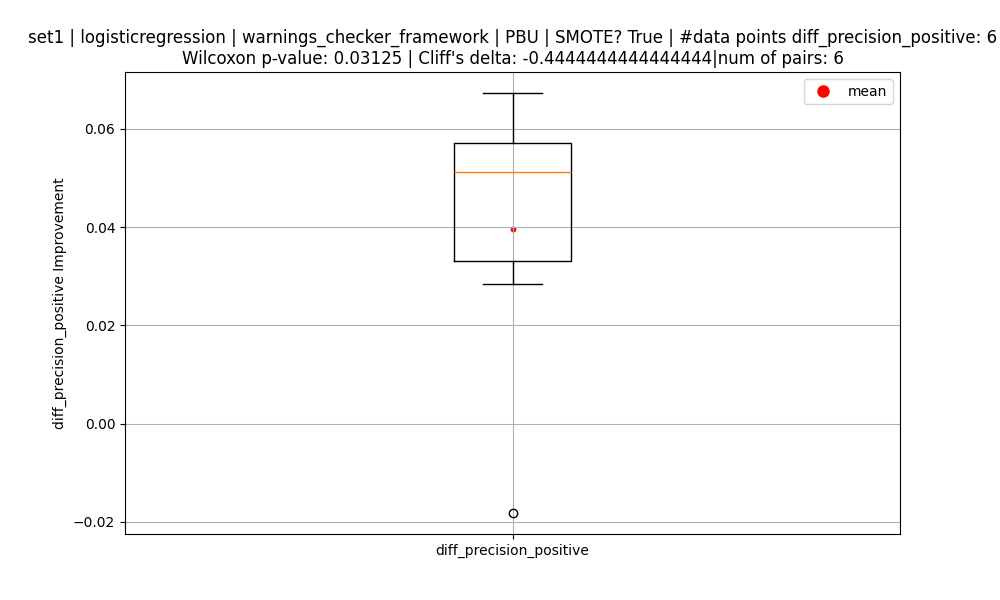 set1 | logisticregression | warnings_checker_framework | PBU | SMOTE? True | #data points diff_precision_positive: 6
Wilcoxon p-value: 0.03125 | Cliff's delta: -0.4444444444444444|num of pairs: 6
mean
0.06
0.04
0.02
0.00
−0.02
diff_precision_positive Improvement
diff_precision_positive